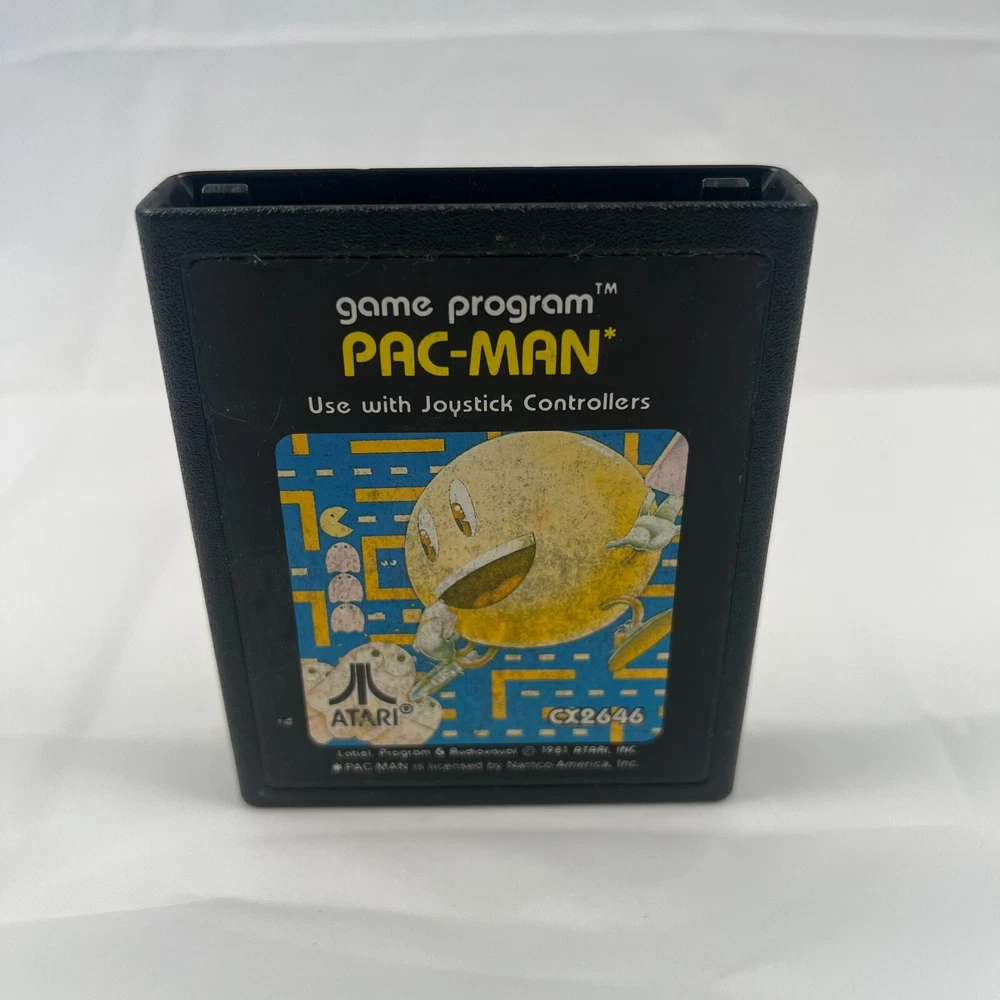 game program™
PAC-MAN*
Use with Joystick Controllers
ATARI®
CX2646
Label, Program & Audiovisual © 1981 ATARI, INC.
*PAC MAN is licensed by Namco-America, Inc.